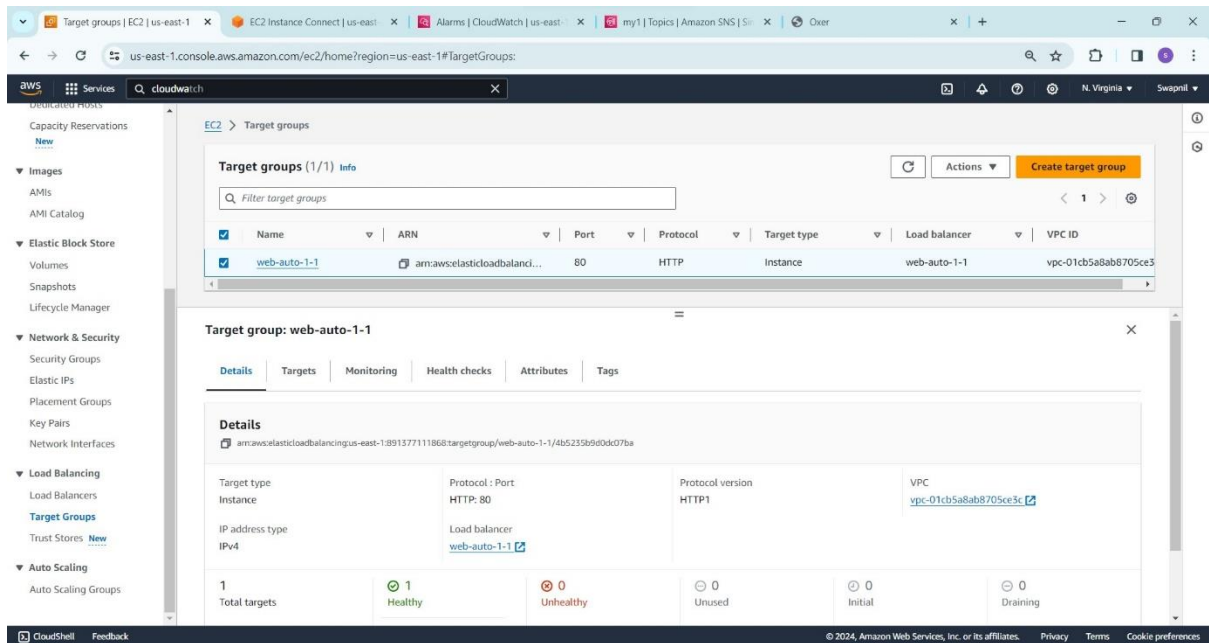 Target groups | EC2 | us-east-1
EC2 Instance Connect | us-east-
Alarms | CloudWatch | us-east-1
my1 | Topics | Amazon SNS | Sim
Oxer
us-east-1.console.aws.amazon.com/ec2/home?region=us-east-1#TargetGroups:
aws
Services
cloudwatch
N. Virginia
Swapnil
Dedicated Hosts
Capacity Reservations
New
Images
AMIs
AMI Catalog
Elastic Block Store
Volumes
Snapshots
Lifecycle Manager
Network & Security
Security Groups
Elastic IPs
Placement Groups
Key Pairs
Network Interfaces
Load Balancing
Load Balancers
Target Groups
Trust Stores New
Auto Scaling
Auto Scaling Groups
EC2 > Target groups
Target groups (1/1) Info
Actions
Create target group
Filter target groups
1
Name ARN Port Protocol Target type Load balancer VPC ID
web-auto-1-1 arn:aws:elasticloadbalanci... 80 HTTP Instance web-auto-1-1 vpc-01cb5a8ab8705ce3
Target group: web-auto-1-1
Details Targets Monitoring Health checks Attributes Tags
Details
arn:aws:elasticloadbalancing:us-east-1:891377111868:targetgroup/web-auto-1-1/4b5235b9d0dc07ba
Target type Protocol : Port Protocol version VPC
Instance HTTP: 80 HTTP1 vpc-01cb5a8ab8705ce3c
IP address type Load balancer
IPv4 web-auto-1-1
1 1 0 0 0 0
Total targets Healthy Unhealthy Unused Initial Draining
CloudShell Feedback © 2024, Amazon Web Services, Inc. or its affiliates. Privacy Terms Cookie preferences